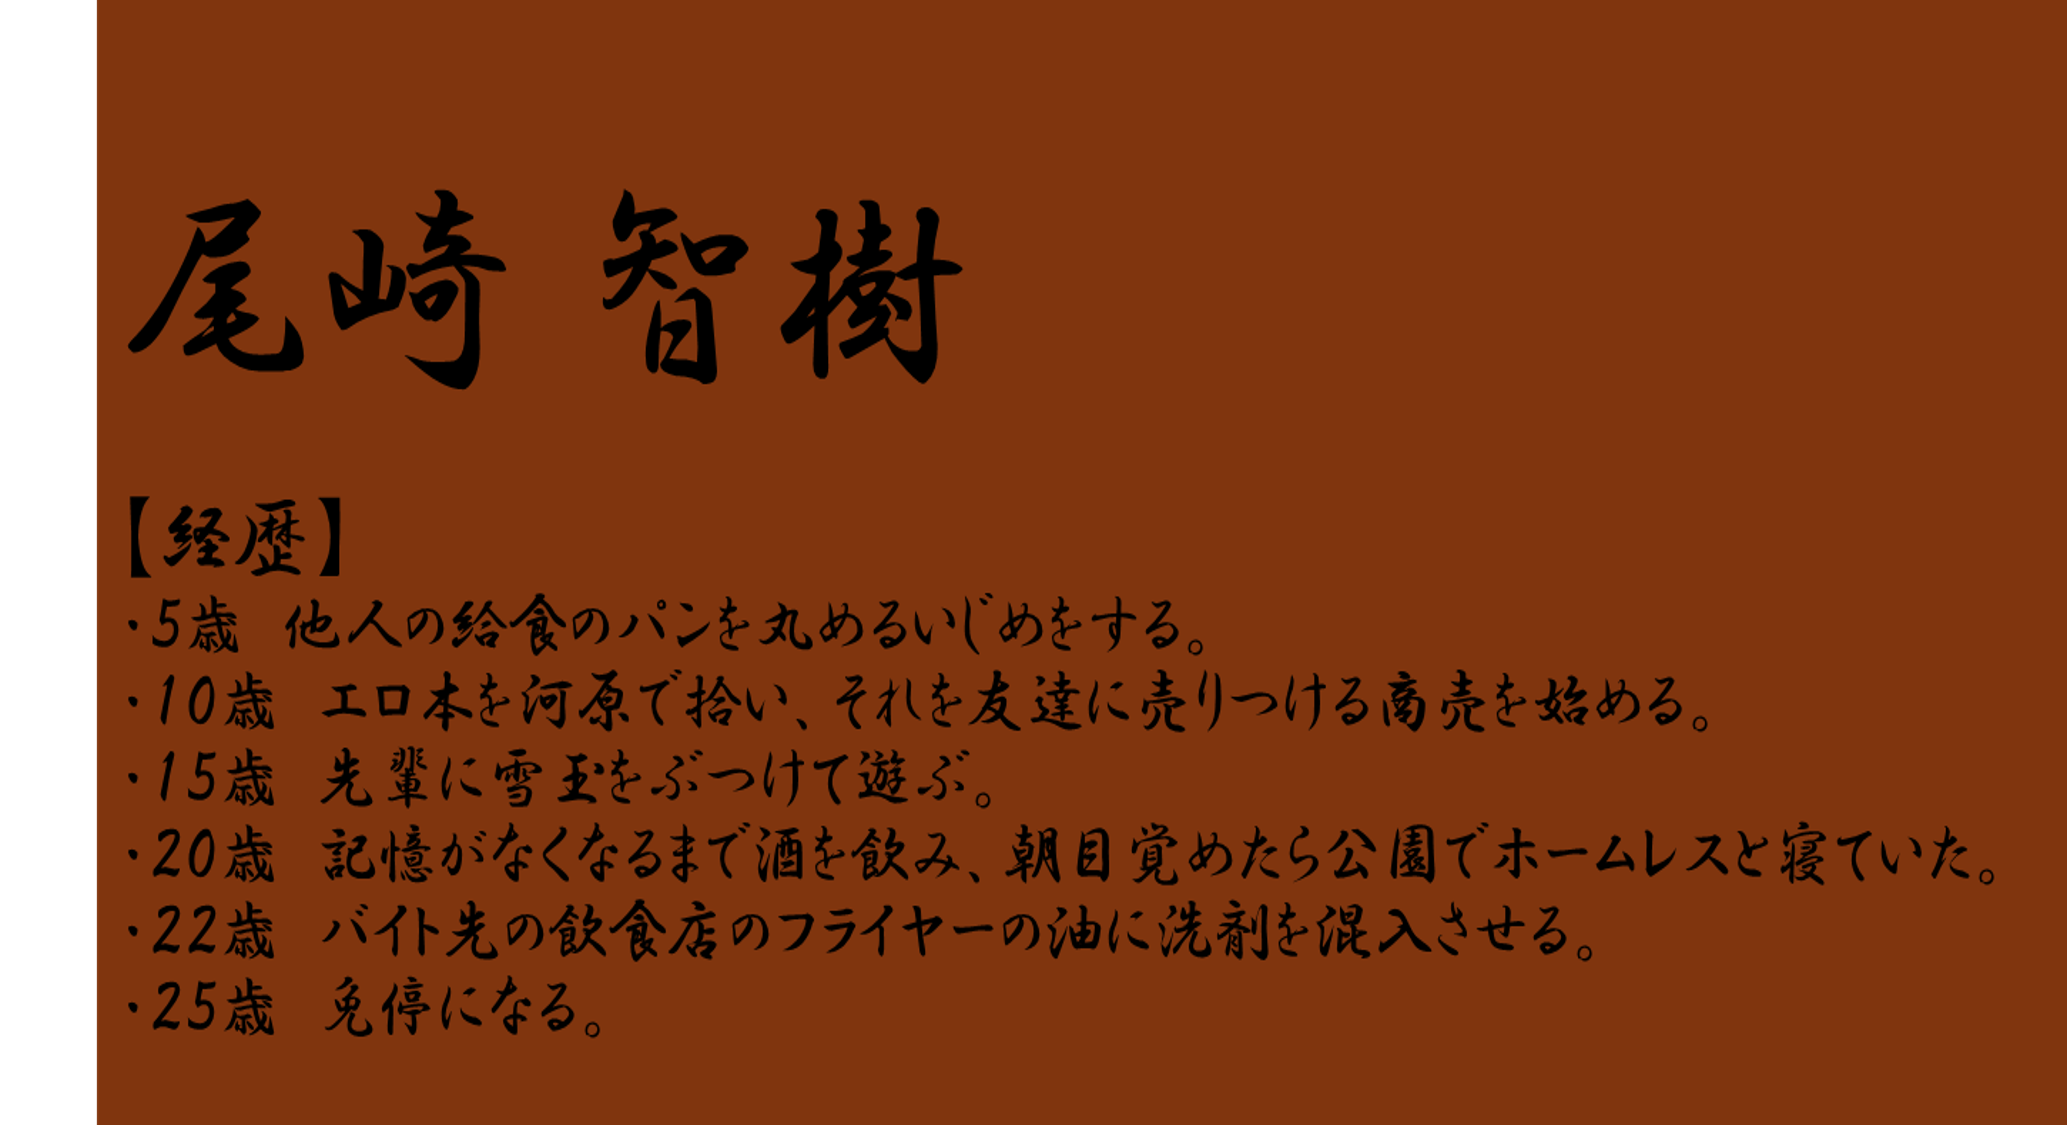 尾崎 智樹
【経歴】
・5歳 他人の給食のパンを丸めるいじめをする。
・10歳 エロ本を河原で拾い、それを友達に売りつける商売を始める。
・15歳 先輩に雪玉をぶつけて遊ぶ。
・20歳 記憶がなくなるまで酒を飲み、朝目覚めたら公園でホームレスと寝ていた。
・22歳 バイト先の飲食店のフライヤーの油に洗剤を混入させる。
・25歳 免停になる。